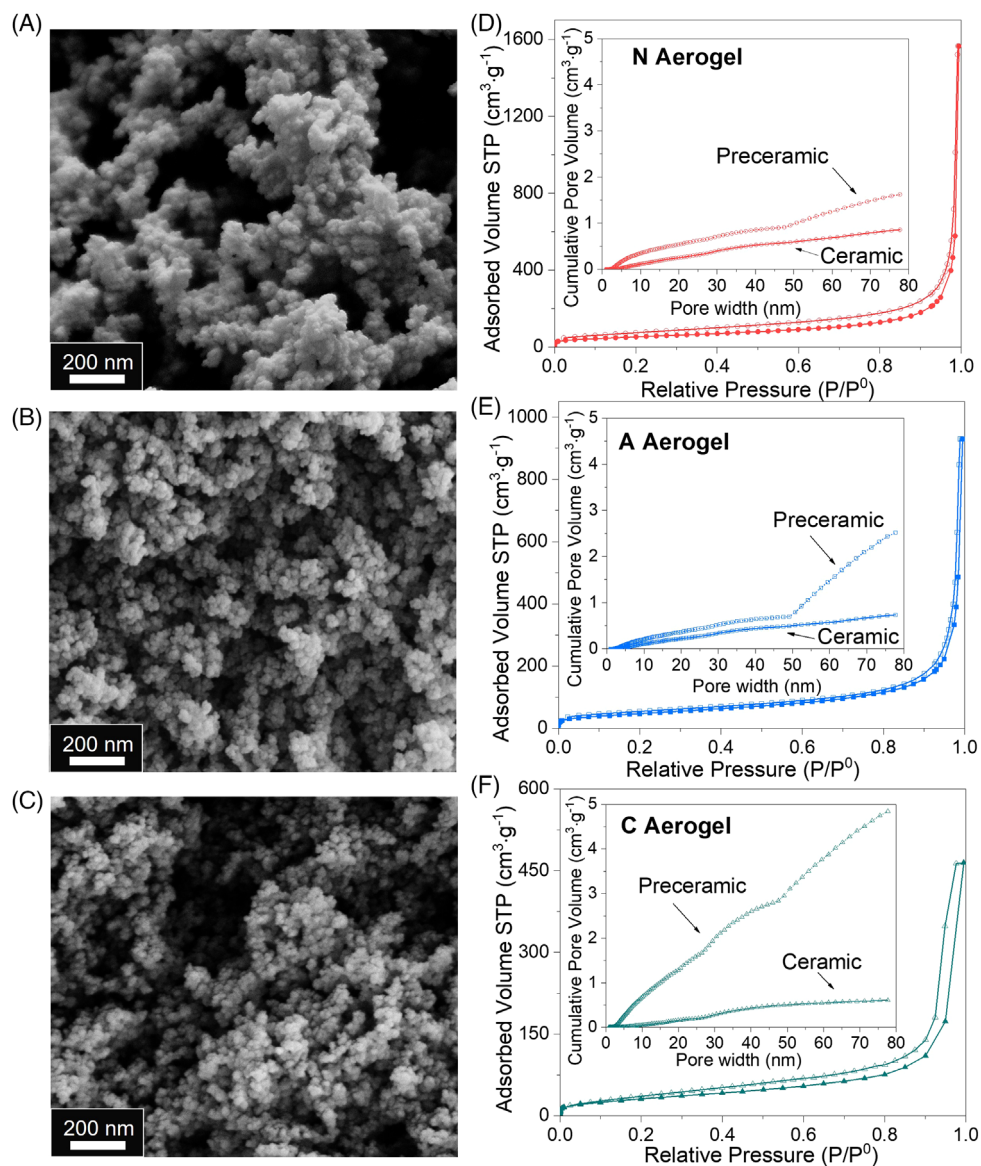 (A)
200 nm
(B)
200 nm
(C)
200 nm
(D)
Adsorbed Volume STP (cm³·g⁻¹)
1600
1200
800
400
0
0.0 0.2 0.4 0.6 0.8 1.0
Relative Pressure (P/P⁰)
N Aerogel
Cumulative Pore Volume (cm³·g⁻¹)
5
4
3
2
1
0
Preceramic
Ceramic
0 10 20 30 40 50 60 70 80
Pore width (nm)
(E)
Adsorbed Volume STP (cm³·g⁻¹)
1000
800
600
400
200
0
0.0 0.2 0.4 0.6 0.8 1.0
Relative Pressure (P/P⁰)
A Aerogel
Cumulative Pore Volume (cm³·g⁻¹)
5
4
3
2
1
0
Preceramic
Ceramic
0 10 20 30 40 50 60 70 80
Pore width (nm)
(F)
Adsorbed Volume STP (cm³·g⁻¹)
600
450
300
150
0
0.0 0.2 0.4 0.6 0.8 1.0
Relative Pressure (P/P⁰)
C Aerogel
Cumulative Pore Volume (cm³·g⁻¹)
5
4
3
2
1
0
Preceramic
Ceramic
0 10 20 30 40 50 60 70 80
Pore width (nm)